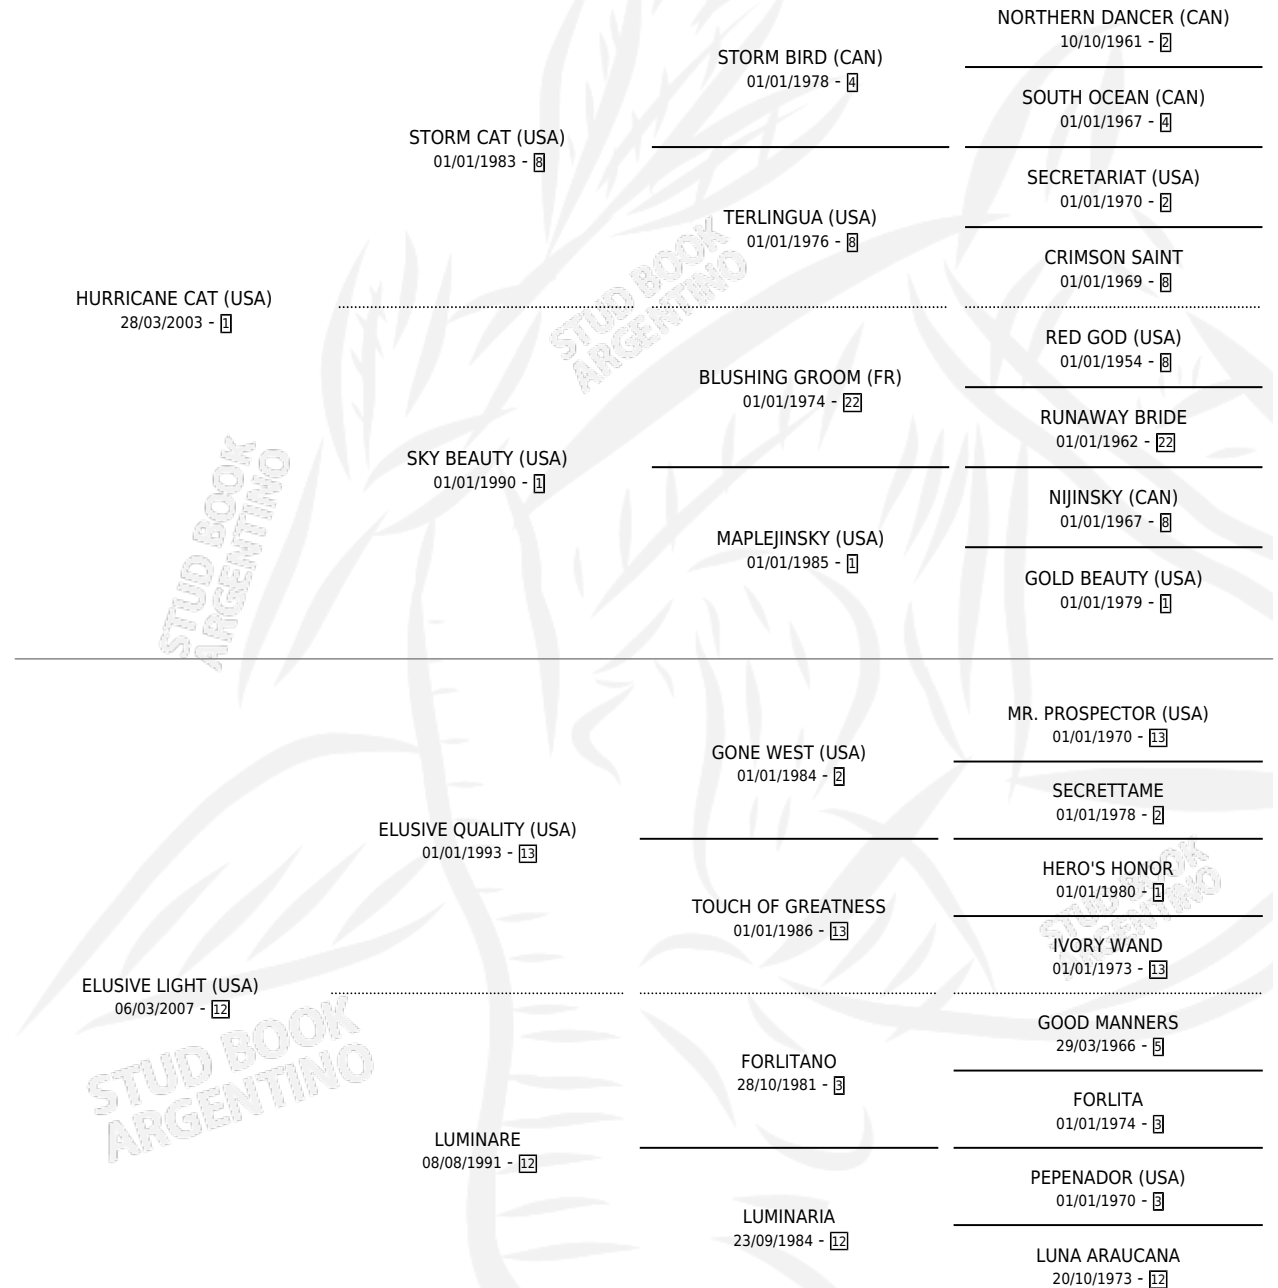 NORTHERN DANCER (CAN)
10/10/1961 - 2
STORM BIRD (CAN)
01/01/1978 - 4
SOUTH OCEAN (CAN)
01/01/1967 - 4
STORM CAT (USA)
01/01/1983 - 8
SECRETARIAT (USA)
01/01/1970 - 2
TERLINGUA (USA)
01/01/1976 - 8
CRIMSON SAINT
01/01/1969 - 8
HURRICANE CAT (USA)
28/03/2003 - 1
STUD BOOK
ARGENTINO
RED GOD (USA)
01/01/1954 - 8
BLUSHING GROOM (FR)
01/01/1974 - 22
RUNAWAY BRIDE
01/01/1962 - 22
SKY BEAUTY (USA)
01/01/1990 - 1
NIJINSKY (CAN)
01/01/1967 - 8
MAPLEJINSKY (USA)
01/01/1985 - 1
GOLD BEAUTY (USA)
01/01/1979 - 1
STUD BOOK
ARGENTINO
MR. PROSPECTOR (USA)
01/01/1970 - 13
GONE WEST (USA)
01/01/1984 - 2
SECRETTAME
01/01/1978 - 2
ELUSIVE QUALITY (USA)
01/01/1993 - 13
HERO'S HONOR
01/01/1980 - 1
TOUCH OF GREATNESS
01/01/1986 - 13
STUD BOOK
ARGENTINO
IVORY WAND
01/01/1973 - 13
ELUSIVE LIGHT (USA)
06/03/2007 - 12
STUD BOOK
ARGENTINO
GOOD MANNERS
29/03/1966 - 5
FORLITANO
28/10/1981 - 3
FORLITA
01/01/1974 - 3
LUMINARE
08/08/1991 - 12
PEPENADOR (USA)
01/01/1970 - 3
LUMINARIA
23/09/1984 - 12
LUNA ARAUCANA
20/10/1973 - 12